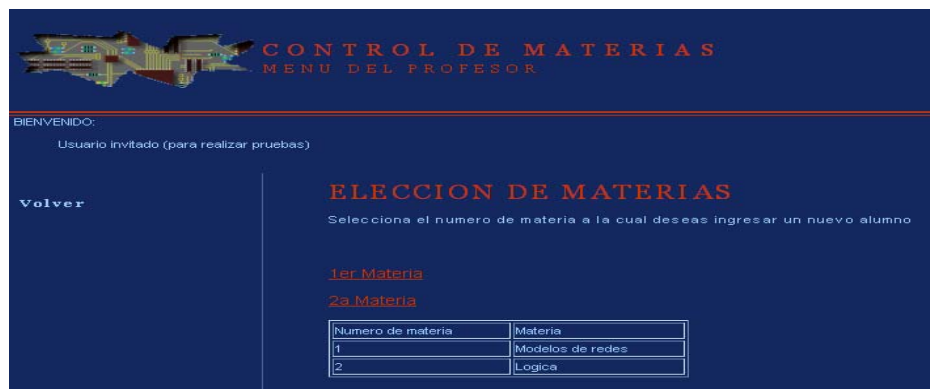 CONTROL DE MATERIAS
MENU DEL PROFESOR
BIENVENIDO:
Usuario invitado (para realizar pruebas)
Volver
ELECCION DE MATERIAS
Selecciona el numero de materia a la cual deseas ingresar un nuevo alumno
1er Materia
2a Materia
Numero de materia Materia
1 Modelos de redes
2 Logica